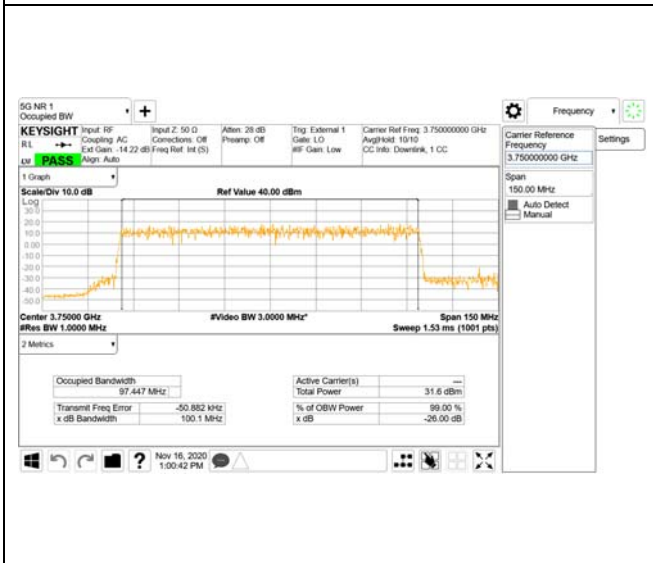 5G NR 1
Occupied BW
+
Frequency
KEYSIGHT
Input: RF
Input Z: 50 Ω
Atten: 28 dB
Trig: External 1
Carrier Ref Freq: 3.750000000 GHz
RL
Coupling: AC
Corrections: Off
Preamp: Off
Gate: LO
Avg|Hold: 10/10
Ext Gain: -14.22 dB
Freq Ref: Int (S)
#IF Gain: Low
CC Info: Downlink, 1 CC
PASS
Align: Auto
Carrier Reference Frequency
3.750000000 GHz
Settings
Span
150.00 MHz
Auto Detect
Manual
1 Graph
Scale/Div 10.0 dB
Ref Value 40.00 dBm
Log
30.0
20.0
10.0
0.00
-10.0
-20.0
-30.0
-40.0
-50.0
Center 3.75000 GHz
#Video BW 3.0000 MHz*
Span 150 MHz
#Res BW 1.0000 MHz
Sweep 1.53 ms (1001 pts)
2 Metrics
Occupied Bandwidth
97.447 MHz
Active Carrier(s)
---
Total Power
31.6 dBm
Transmit Freq Error
-50.882 kHz
% of OBW Power
99.00 %
x dB Bandwidth
100.1 MHz
x dB
-26.00 dB
?
Nov 16, 2020
1:00:42 PM